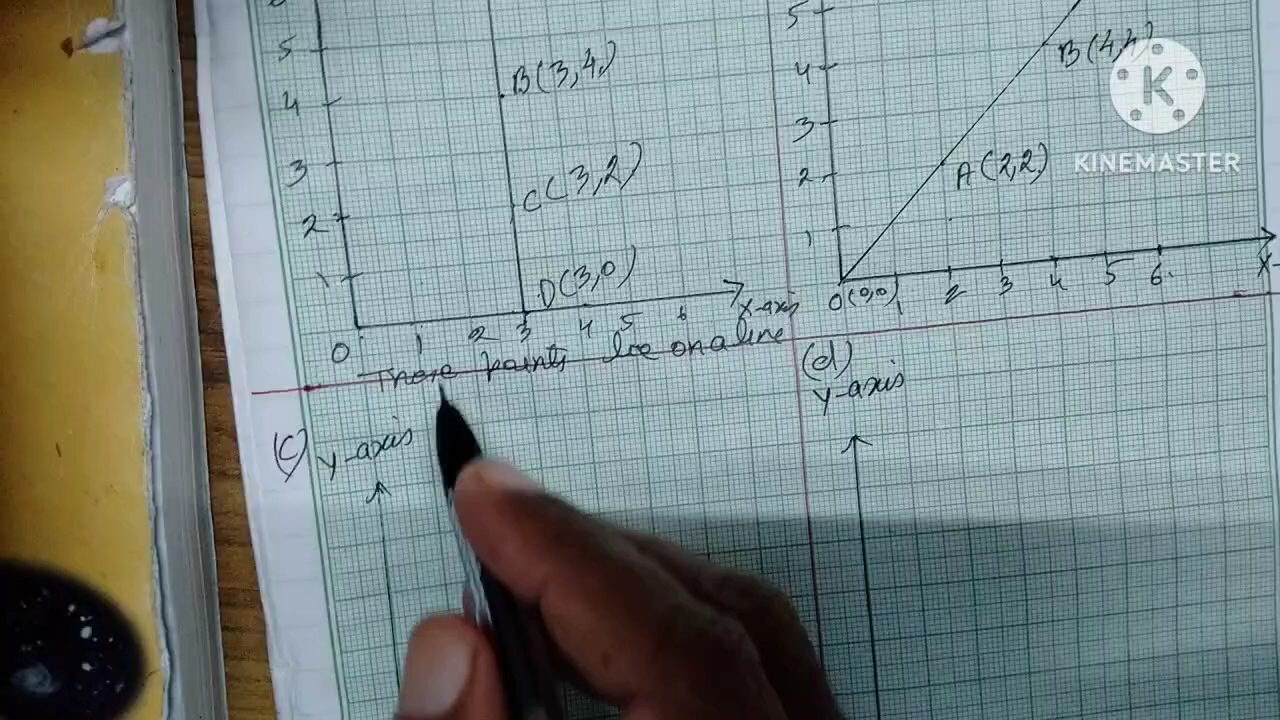 5
4
3
2
1
B(3,4)
C(3,2)
D(3,0)
0 1 2 3 4 5 6
X-axis
These points lie on a line
5
4
3
2
1
B(4,4)
A(2,2)
O(0,0) 1 2 3 4 5 6.
X-
K
KINEMASTER
(C)
Y-axis
(d)
Y-axis